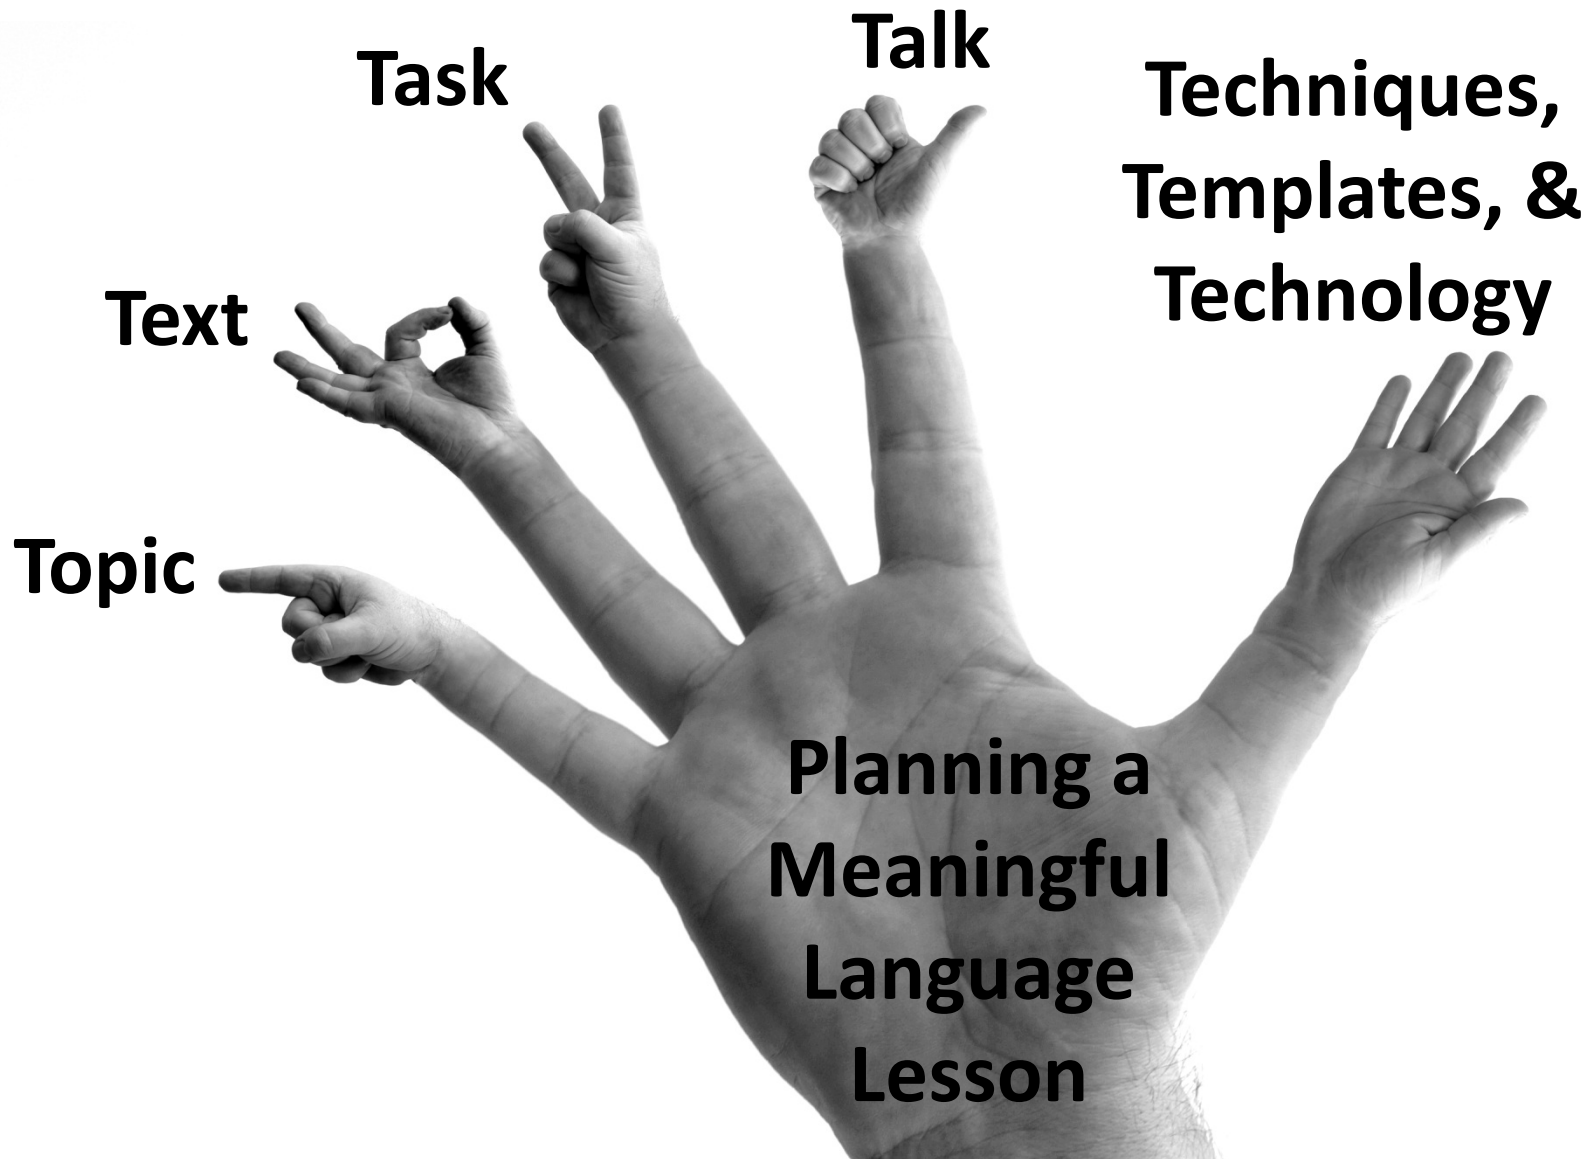 Talk
Task
Techniques,
Templates, &
Technology
Text
Topic
Planning a
Meaningful
Language
Lesson